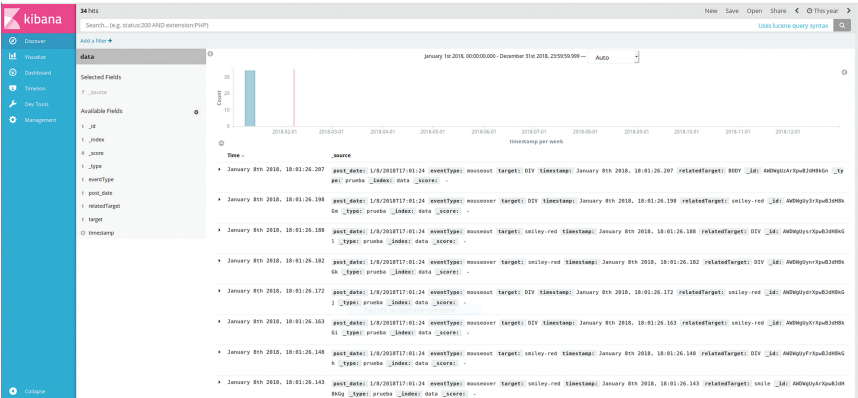 kibana
Discover
Visualize
Dashboard
Timelion
Dev Tools
Management
Collapse
34 hits
New Save Open Share This year
Search... (e.g. status:200 AND extension:PHP)
Uses lucene query syntax
Add a filter +
data
Selected Fields
? _source
Available Fields
t _id
t _index
# _score
t _type
t eventType
t post_date
t relatedTarget
t target
timestamp
January 1st 2018, 00:00:00.000 - December 31st 2018, 23:59:59.999 — Auto
Count
30
20
10
0
2018-02-01 2018-03-01 2018-04-01 2018-05-01 2018-06-01 2018-07-01 2018-08-01 2018-09-01 2018-10-01 2018-11-01 2018-12-01
timestamp per week
Time _source
January 8th 2018, 18:01:26.207 post_date: 1/8/2018T17:01:24 eventType: mouseout target: DIV timestamp: January 8th 2018, 18:01:26.207 relatedTarget: BODY _id: AWDWgUzArXpwBJdH8kGn _ty
pe: prueba _index: data _score: -
January 8th 2018, 18:01:26.198 post_date: 1/8/2018T17:01:24 eventType: mouseover target: DIV timestamp: January 8th 2018, 18:01:26.198 relatedTarget: smiley-red _id: AWDWgUy3rXpwBJdH8k
Gm _type: prueba _index: data _score: -
January 8th 2018, 18:01:26.188 post_date: 1/8/2018T17:01:24 eventType: mouseout target: smiley-red timestamp: January 8th 2018, 18:01:26.188 relatedTarget: DIV _id: AWDWgUysrXpwBJdH8kG
l _type: prueba _index: data _score: -
January 8th 2018, 18:01:26.182 post_date: 1/8/2018T17:01:24 eventType: mouseover target: smiley-red timestamp: January 8th 2018, 18:01:26.182 relatedTarget: DIV _id: AWDWgUynrXpwBJdH8k
Gk _type: prueba _index: data _score: -
January 8th 2018, 18:01:26.172 post_date: 1/8/2018T17:01:24 eventType: mouseout target: DIV timestamp: January 8th 2018, 18:01:26.172 relatedTarget: smiley-red _id: AWDWgUydrXpwBJdH8kG
j _type: prueba _index: data _score: -
January 8th 2018, 18:01:26.163 post_date: 1/8/2018T17:01:24 eventType: mouseover target: DIV timestamp: January 8th 2018, 18:01:26.163 relatedTarget: smiley-red _id: AWDWgUyXrXpwBJdH8k
Gi _type: prueba _index: data _score: -
January 8th 2018, 18:01:26.148 post_date: 1/8/2018T17:01:24 eventType: mouseout target: smiley-red timestamp: January 8th 2018, 18:01:26.148 relatedTarget: DIV _id: AWDWgUyFrXpwBJdH8kG
h _type: prueba _index: data _score: -
January 8th 2018, 18:01:26.143 post_date: 1/8/2018T17:01:24 eventType: mouseover target: smiley-red timestamp: January 8th 2018, 18:01:26.143 relatedTarget: smile _id: AWDWgUyArXpwBJdH
8kGg _type: prueba _index: data _score: -